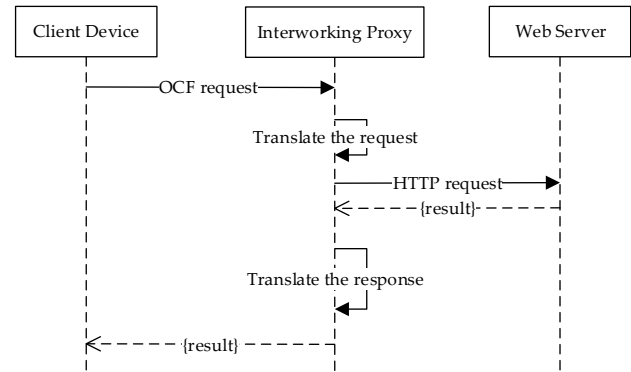 Client Device
Interworking Proxy
Web Server
OCF request
Translate the request
HTTP request
{result}
Translate the response
{result}